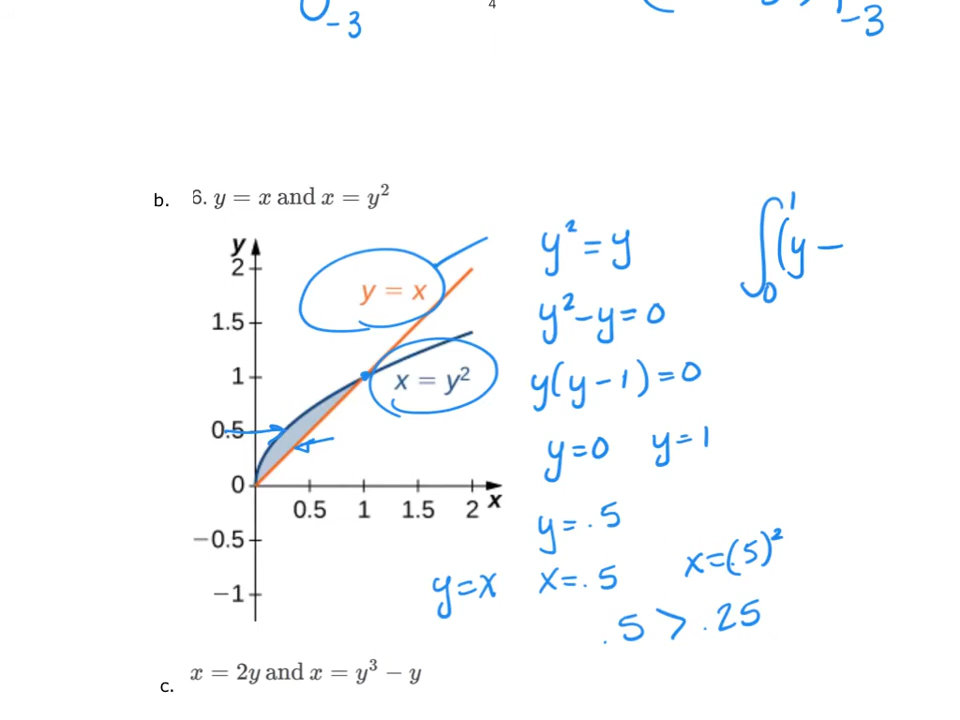 -3
4
-3
b. 6. y = x and x = y²
y
2
1.5
1
0.5
0
-0.5
-1
0.5 1 1.5 2 x
y = x
x = y²
y² = y
y² - y = 0
y(y - 1) = 0
y = 0 y = 1
y = .5
y = x x = .5 x = (.5)²
.5 > .25
∫₀¹ (y -
c. x = 2y and x = y³ − y